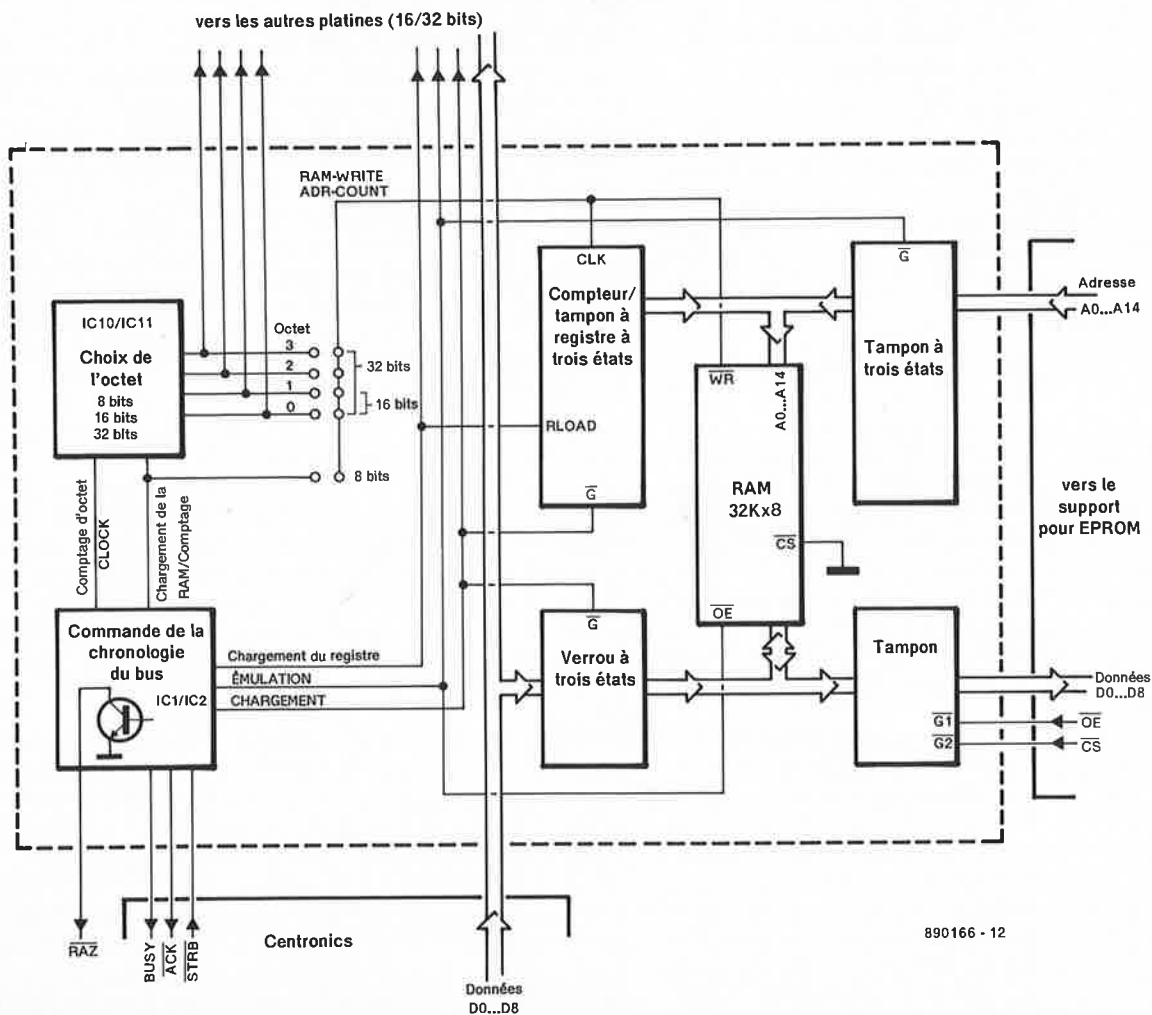 vers les autres platines (16/32 bits)
RAM-WRITE
ADR-COUNT
IC10/IC11
Choix de
l'octet
8 bits
16 bits
32 bits
Octet
3
2
1
0
32 bits
16 bits
8 bits
CLK
Compteur/
tampon à
registre à
trois états
RLOAD
G
G
Tampon à
trois états
Adresse
A0...A14
WR
A0...A14
RAM
32Kx8
CS
OE
vers le
support
pour EPROM
Comptage d'octet
CLOCK
Chargement de la
RAM/Comptage
Commande de la
chronologie
du bus
IC1/IC2
Chargement du registre
ÉMULATION
CHARGEMENT
G
Verrou à
trois états
Tampon
G1
G2
Données
D0...D8
OE
CS
RAZ
BUSY
ACK
STRB
Centronics
Données
D0...D8
890166 - 12